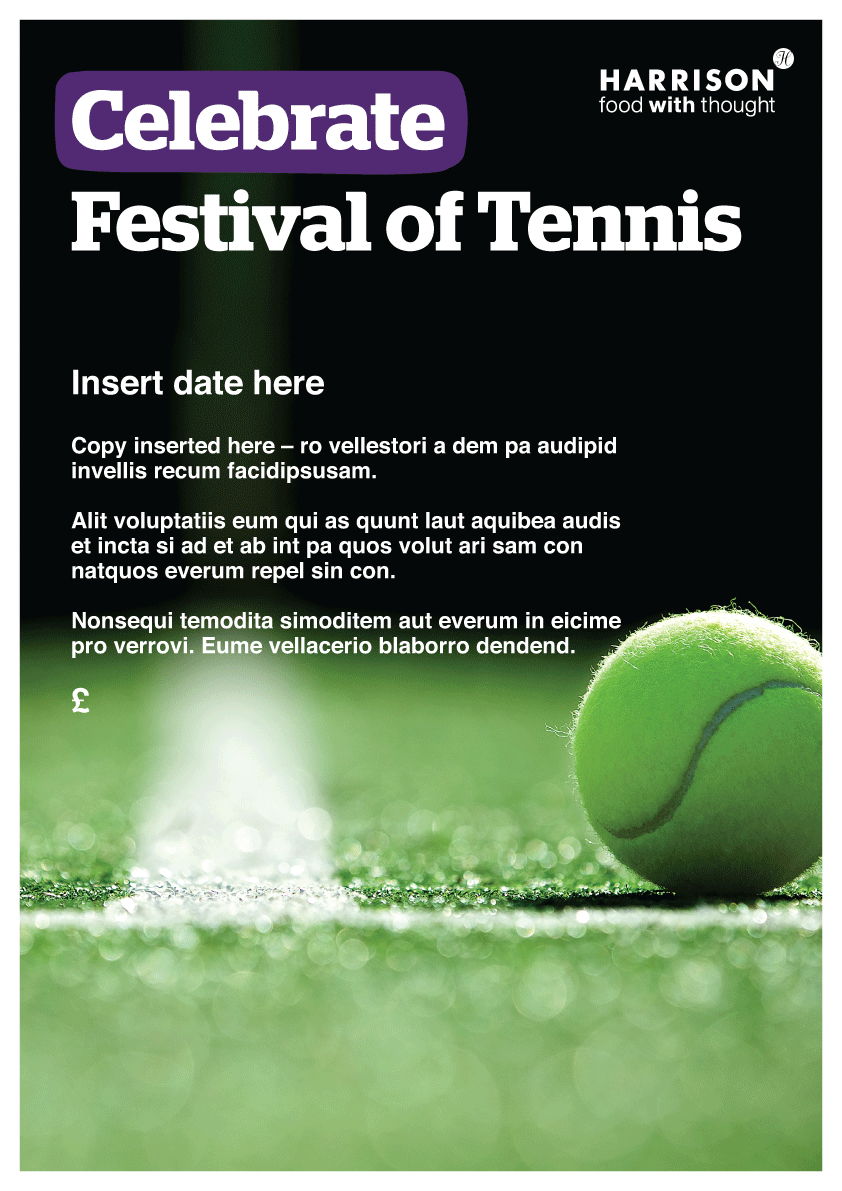 Celebrate
HARRISON
food with thought
Festival of Tennis
Insert date here
Copy inserted here – ro vellestori a dem pa audipid
invellis recum facidipsusam.
Alit voluptatiis eum qui as quunt laut aquibea audis
et incta si ad et ab int pa quos volut ari sam con
natquos everum repel sin con.
Nonsequi temodita simoditem aut everum in eicime
pro verrovi. Eume vellacerio blaborro dendend.
£